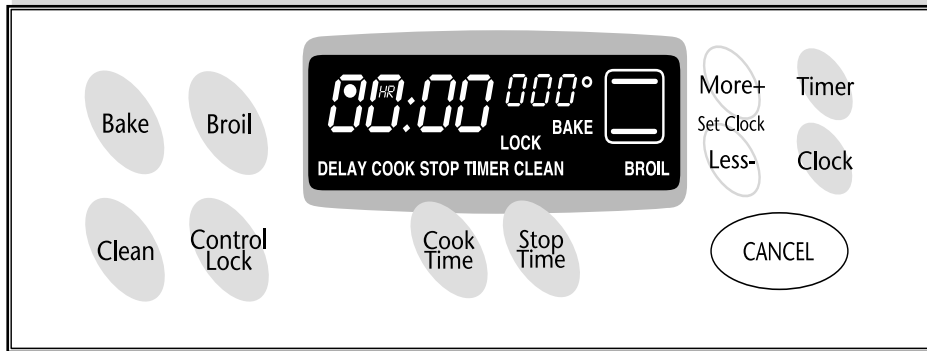 Bake
Broil
Clean
Control
Lock
00:00
HR
000°
BAKE
LOCK
DELAY COOK STOP TIMER CLEAN
BROIL
Cook
Time
Stop
Time
More+
Set Clock
Less-
Timer
Clock
CANCEL